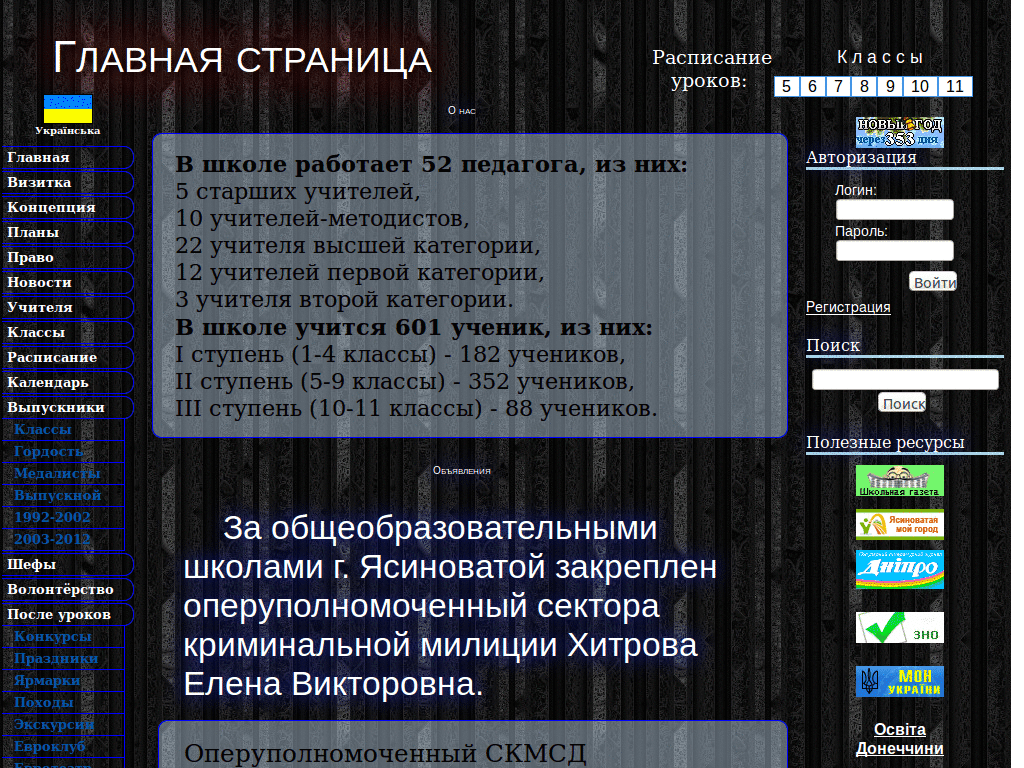 Главная страница
Расписание
уроков:
Классы
5 6 7 8 9 10 11
Українська
Главная
Визитка
Концепция
Планы
Право
Новости
Учителя
Классы
Расписание
Календарь
Выпускники
Классы
Гордость
Медалисты
Выпускной
1992-2002
2003-2012
Шефы
Волонтёрство
После уроков
Конкурсы
Праздники
Ярмарки
Походы
Экскурсии
Евроклуб
О нас
В школе работает 52 педагога, из них:
5 старших учителей,
10 учителей-методистов,
22 учителя высшей категории,
12 учителей первой категории,
3 учителя второй категории.
В школе учится 601 ученик, из них:
I ступень (1-4 классы) - 182 учеников,
II ступень (5-9 классы) - 352 учеников,
III ступень (10-11 классы) - 88 учеников.
Объявления
За общеобразовательными
школами г. Ясиноватой закреплен
оперуполномоченный сектора
криминальной милиции Хитрова
Елена Викторовна.
Оперуполномоченный СКМСД
НОВЫЙ ГОД
через 353 дня
Авторизация
Логин:
Пароль:
Войти
Регистрация
Поиск
Поиск
Полезные ресурсы
Школьная газета
Ясиноватая
мой город
Дніпро
ЗНО
МОН
УКРАЇНИ
Освіта
Донеччини